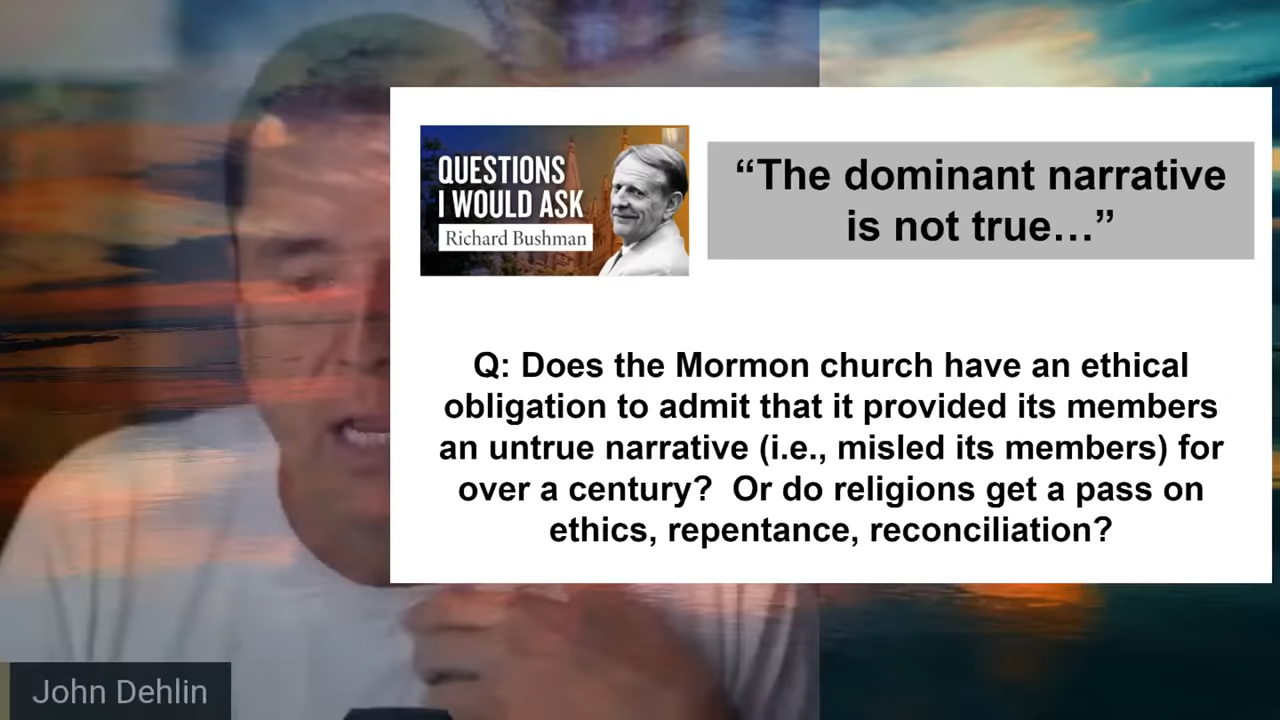 QUESTIONS
I WOULD ASK
Richard Bushman
“The dominant narrative
is not true…”
Q: Does the Mormon church have an ethical
obligation to admit that it provided its members
an untrue narrative (i.e., misled its members) for
over a century?  Or do religions get a pass on
ethics, repentance, reconciliation?
John Dehlin